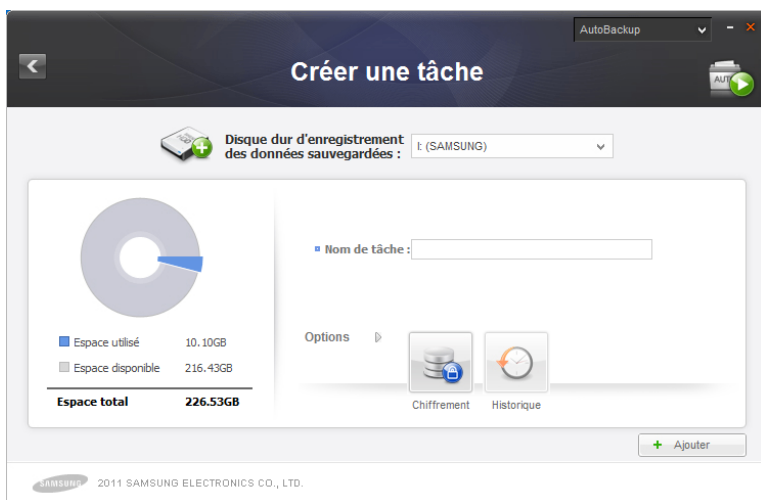 AutoBackup
Créer une tâche
AUTO
Disque dur d'enregistrement
des données sauvegardées :
I: (SAMSUNG)
Nom de tâche :
Espace utilisé 10.10GB
Espace disponible 216.43GB
Espace total 226.53GB
Options
Chiffrement Historique
+ Ajouter
SAMSUNG 2011 SAMSUNG ELECTRONICS CO., LTD.